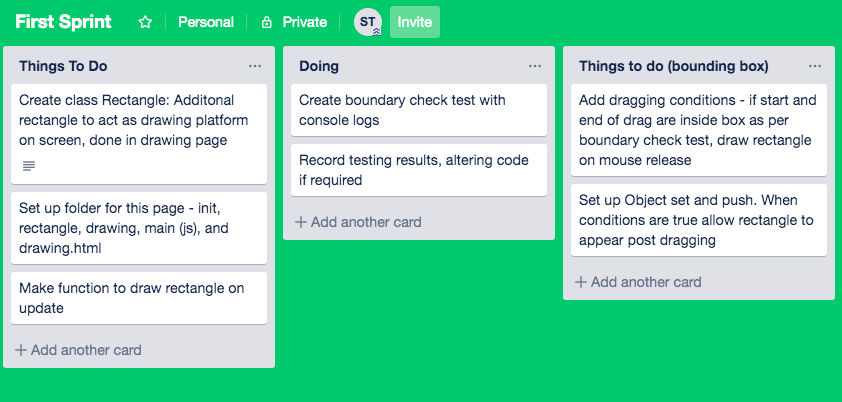 First Sprint
Personal
Private
ST
Invite
Things To Do
Create class Rectangle: Additonal
rectangle to act as drawing platform
on screen, done in drawing page
Set up folder for this page - init,
rectangle, drawing, main (js), and
drawing.html
Make function to draw rectangle on
update
+ Add another card
Doing
Create boundary check test with
console logs
Record testing results, altering code
if required
+ Add another card
Things to do (bounding box)
Add dragging conditions - if start and
end of drag are inside box as per
boundary check test, draw rectangle
on mouse release
Set up Object set and push. When
conditions are true allow rectangle to
appear post dragging
+ Add another card